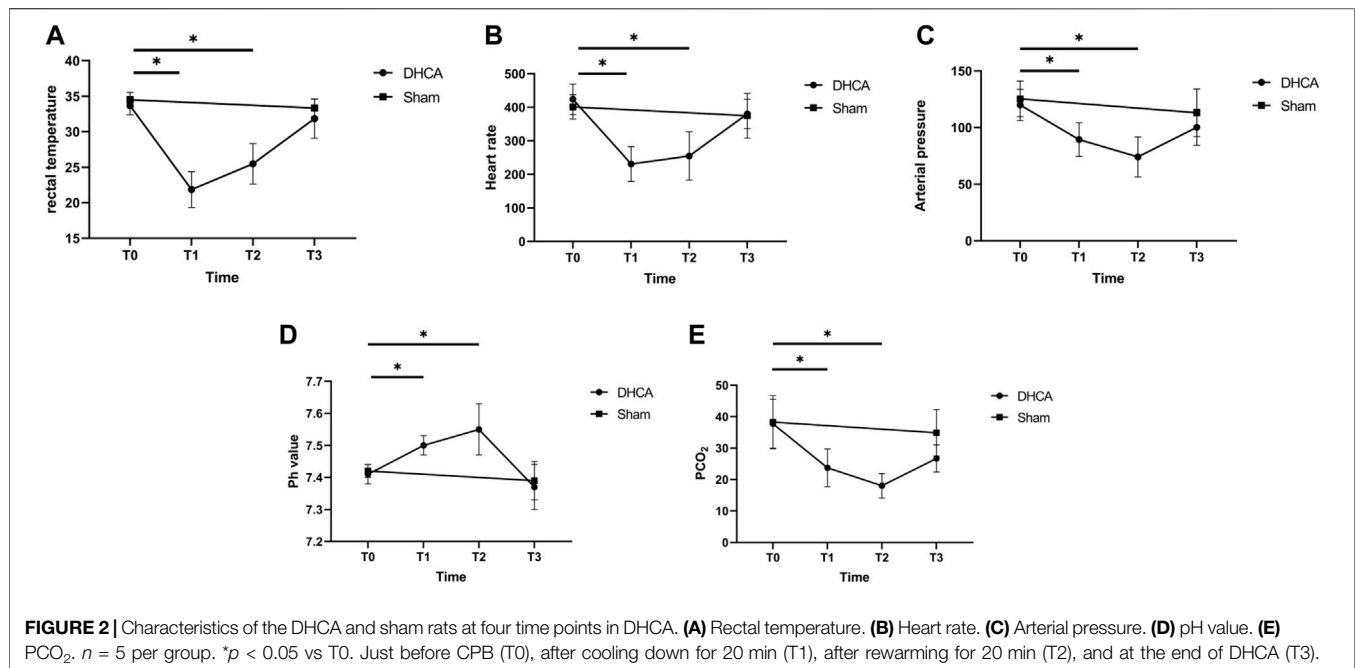 A
*
*
DHCA
Sham
rectal temperature
35
30
25
20
15
T0
T1
T2
T3
Time
B
*
*
DHCA
Sham
Heart rate
500
400
300
200
100
0
T0
T1
T2
T3
Time
C
*
*
DHCA
Sham
Arterial pressure
150
100
50
0
T0
T1
T2
T3
Time
D
*
*
DHCA
Sham
Ph value
7.7
7.6
7.5
7.4
7.3
7.2
T0
T1
T2
T3
Time
E
*
*
DHCA
Sham
PCO₂
50
40
30
20
10
0
T0
T1
T2
T3
Time
FIGURE 2 | Characteristics of the DHCA and sham rats at four time points in DHCA. (A) Rectal temperature. (B) Heart rate. (C) Arterial pressure. (D) pH value. (E)
PCO₂. n = 5 per group. *p < 0.05 vs T0. Just before CPB (T0), after cooling down for 20 min (T1), after rewarming for 20 min (T2), and at the end of DHCA (T3).